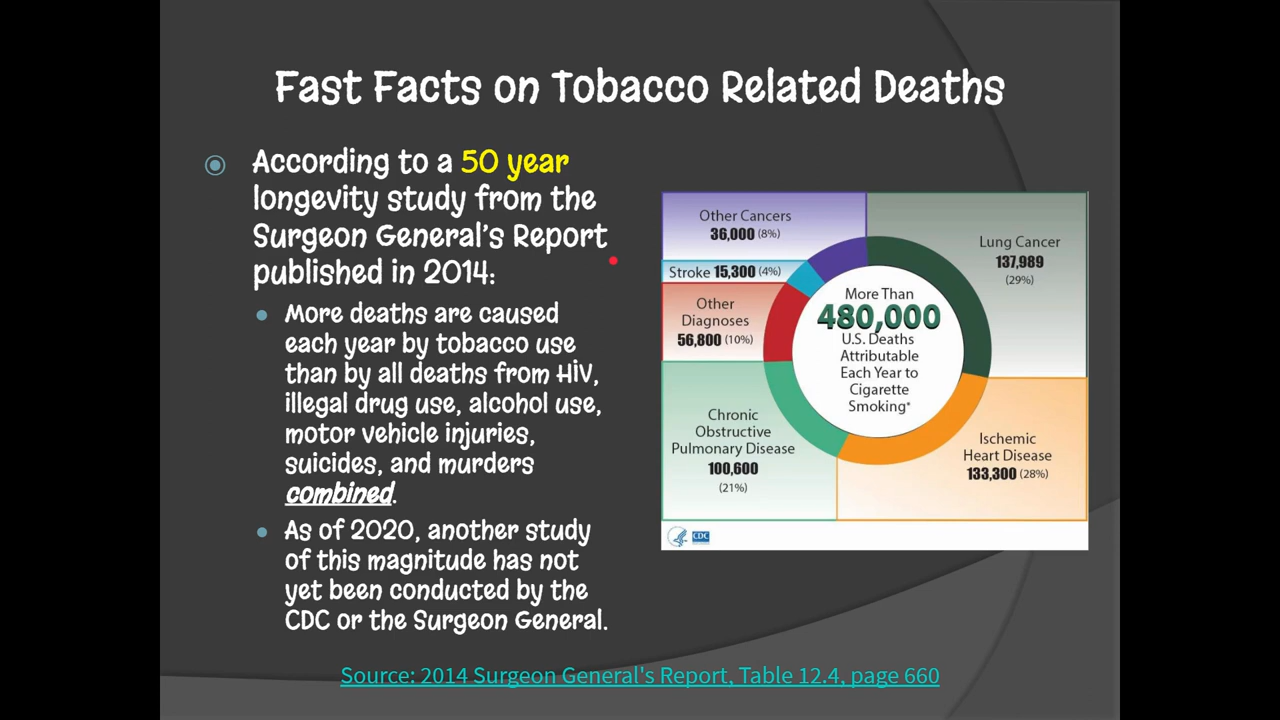 Fast Facts on Tobacco Related Deaths
According to a 50 year
longevity study from the
Surgeon General's Report
published in 2014:
More deaths are caused
each year by tobacco use
than by all deaths from HIV,
illegal drug use, alcohol use,
motor vehicle injuries,
suicides, and murders
combined.
As of 2020, another study
of this magnitude has not
yet been conducted by the
CDC or the Surgeon General.
Other Cancers
36,000 (8%)
Stroke 15,300 (4%)
Other
Diagnoses
56,800 (10%)
Chronic
Obstructive
Pulmonary Disease
100,600
(21%)
More Than
480,000
U.S. Deaths
Attributable
Each Year to
Cigarette
Smoking*
Lung Cancer
137,989
(29%)
Ischemic
Heart Disease
133,300 (28%)
CDC
Source: 2014 Surgeon General's Report, Table 12.4, page 660